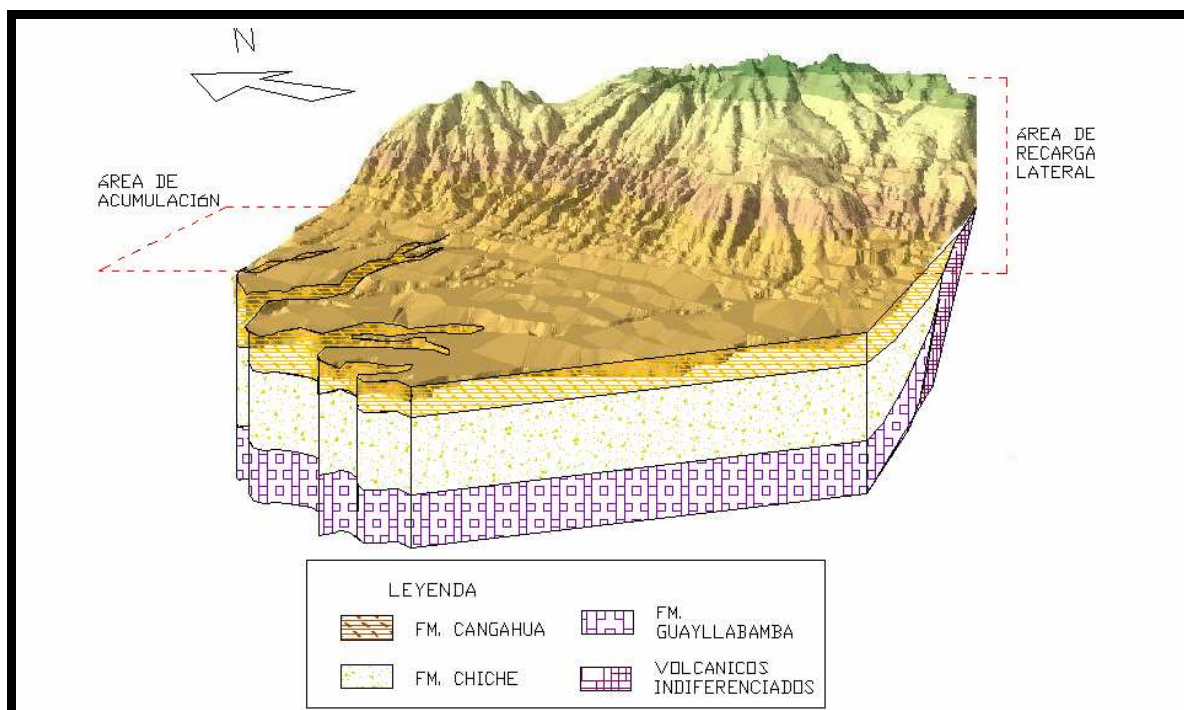 N
ÁREA DE
RECARGA
LATERAL
ÁREA DE
ACUMULACIÓN
LEYENDA
FM. CANGAHUA
FM.
GUAYLLABAMBA
FM. CHICHE
VOLCANICOS
INDIFERENCIADOS